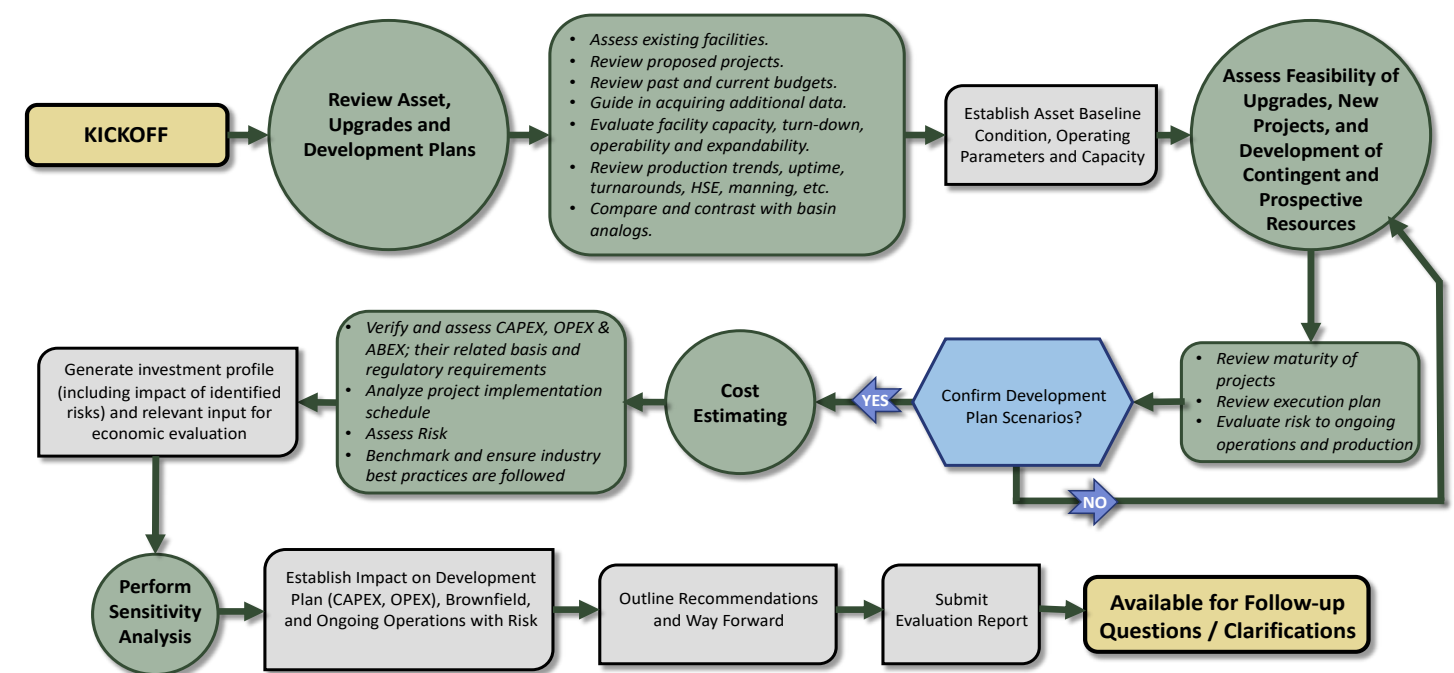 KICKOFF
Review Asset,
Upgrades and
Development Plans
• Assess existing facilities.
• Review proposed projects.
• Review past and current budgets.
• Guide in acquiring additional data.
• Evaluate facility capacity, turn-down,
operability and expandability.
• Review production trends, uptime,
turnarounds, HSE, manning, etc.
• Compare and contrast with basin
analogs.
Establish Asset Baseline
Condition, Operating
Parameters and Capacity
Assess Feasibility of
Upgrades, New
Projects, and
Development of
Contingent and
Prospective
Resources
• Review maturity of
projects
• Review execution plan
• Evaluate risk to ongoing
operations and production
Confirm Development
Plan Scenarios?
YES
NO
Cost
Estimating
• Verify and assess CAPEX, OPEX &
ABEX; their related basis and
regulatory requirements
• Analyze project implementation
schedule
• Assess Risk
• Benchmark and ensure industry
best practices are followed
Generate investment profile
(including impact of identified
risks) and relevant input for
economic evaluation
Perform
Sensitivity
Analysis
Establish Impact on Development
Plan (CAPEX, OPEX), Brownfield,
and Ongoing Operations with Risk
Outline Recommendations
and Way Forward
Submit
Evaluation Report
Available for Follow-up
Questions / Clarifications